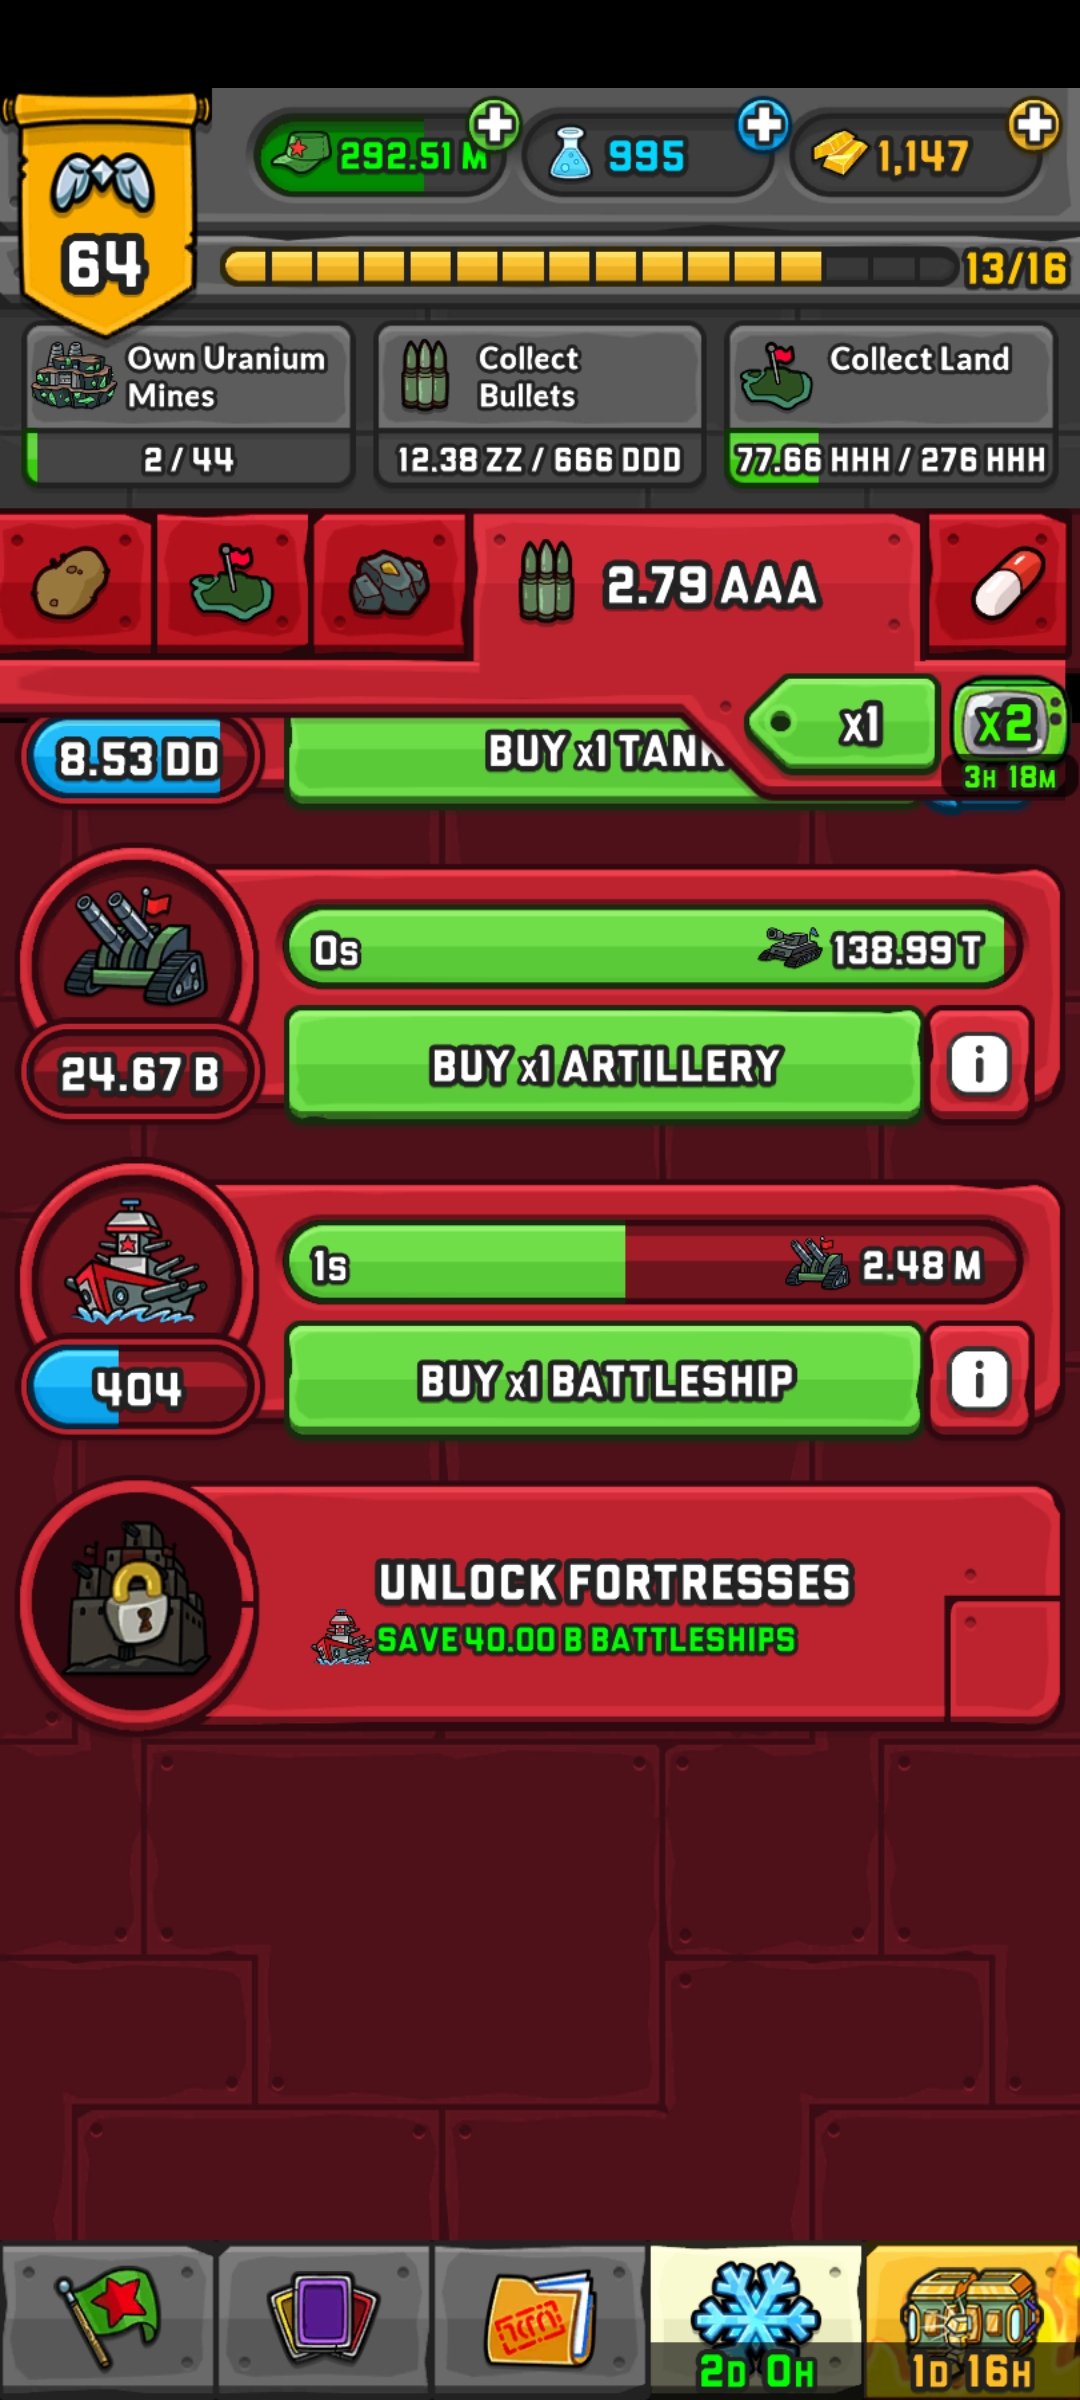 292.51 M
995
1,147
64
13/16
Own Uranium
Mines
2 / 44
Collect
Bullets
12.38 ZZ / 666 DDD
Collect Land
77.66 HHH / 276 HHH
2.79 AAA
x1
x2
3H 18M
8.53 DD
BUY x1 TANK
0s
138.99 T
24.67 B
BUY x1 ARTILLERY
i
1s
2.48 M
404
BUY x1 BATTLESHIP
i
UNLOCK FORTRESSES
SAVE 40.00 B BATTLESHIPS
2D 0H
1D 16H